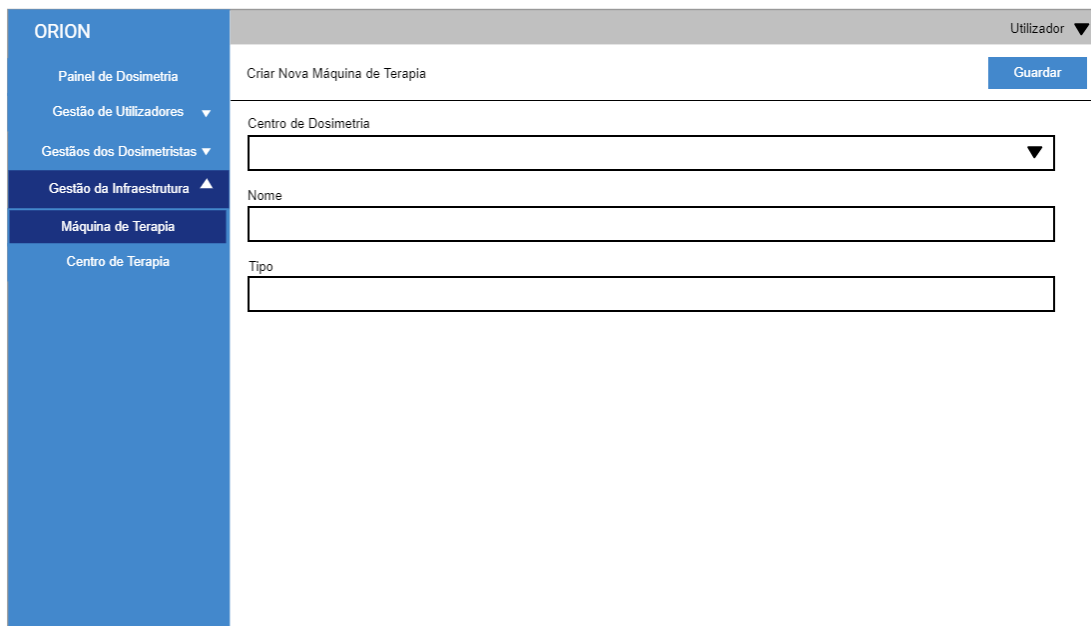 ORION
Utilizador
Painel de Dosimetria
Gestão de Utilizadores
Gestãos dos Dosimetristas
Gestão da Infraestrutura
Máquina de Terapia
Centro de Terapia
Criar Nova Máquina de Terapia
Guardar
Centro de Dosimetria
Nome
Tipo